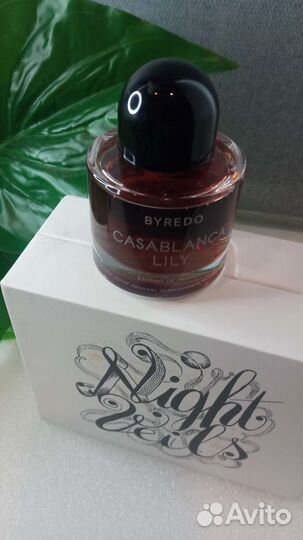 BYREDO
CASABLANCA
LILY
EXTRAIT DE PARFUM
Night
Veils
Avito